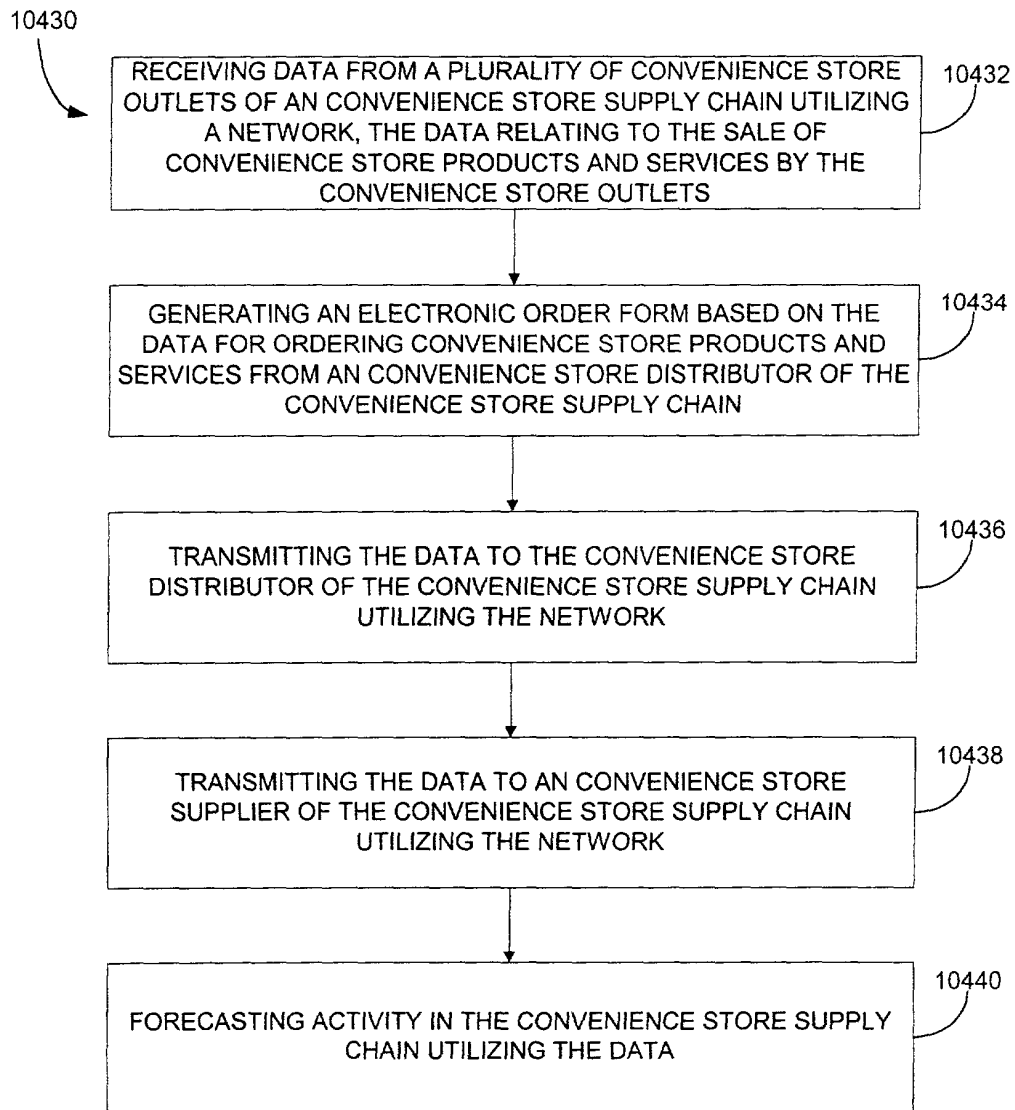 10430
RECEIVING DATA FROM A PLURALITY OF CONVENIENCE STORE
OUTLETS OF AN CONVENIENCE STORE SUPPLY CHAIN UTILIZING
A NETWORK, THE DATA RELATING TO THE SALE OF
CONVENIENCE STORE PRODUCTS AND SERVICES BY THE
CONVENIENCE STORE OUTLETS
10432
GENERATING AN ELECTRONIC ORDER FORM BASED ON THE
DATA FOR ORDERING CONVENIENCE STORE PRODUCTS AND
SERVICES FROM AN CONVENIENCE STORE DISTRIBUTOR OF THE
CONVENIENCE STORE SUPPLY CHAIN
10434
TRANSMITTING THE DATA TO THE CONVENIENCE STORE
DISTRIBUTOR OF THE CONVENIENCE STORE SUPPLY CHAIN
UTILIZING THE NETWORK
10436
TRANSMITTING THE DATA TO AN CONVENIENCE STORE
SUPPLIER OF THE CONVENIENCE STORE SUPPLY CHAIN
UTILIZING THE NETWORK
10438
FORECASTING ACTIVITY IN THE CONVENIENCE STORE SUPPLY
CHAIN UTILIZING THE DATA
10440